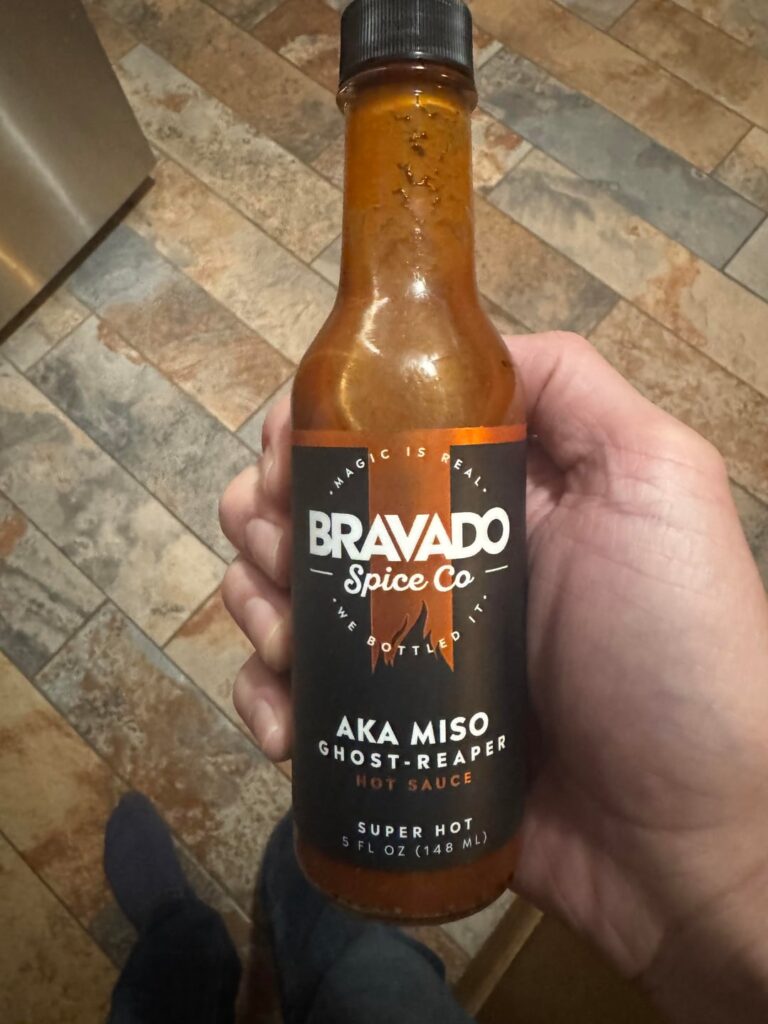 ·MAGIC IS REAL·
BRAVADO
Spice Co
·WE BOTTLED IT·
AKA MISO
GHOST-REAPER
HOT SAUCE
SUPER HOT
5 FL OZ (148 ML)